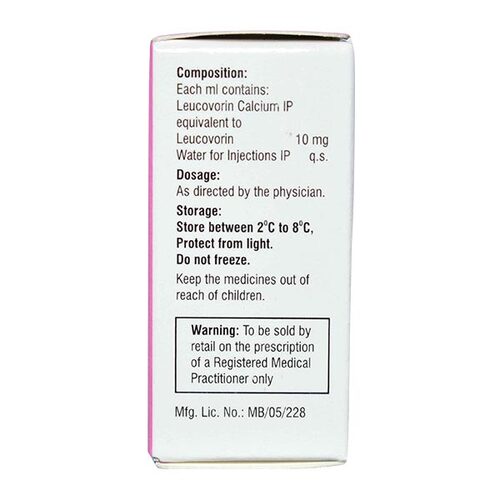 Composition:
Each ml contains:
Leucovorin Calcium IP
equivalent to
Leucovorin 10 mg
Water for Injections IP q.s.
Dosage:
As directed by the physician.
Storage:
Store between 2⁰C to 8⁰C,
Protect from light.
Do not freeze.
Keep the medicines out of
reach of children.
Warning: To be sold by
retail on the prescription
of a Registered Medical
Practitioner only
Mfg. Lic. No.: MB/05/228